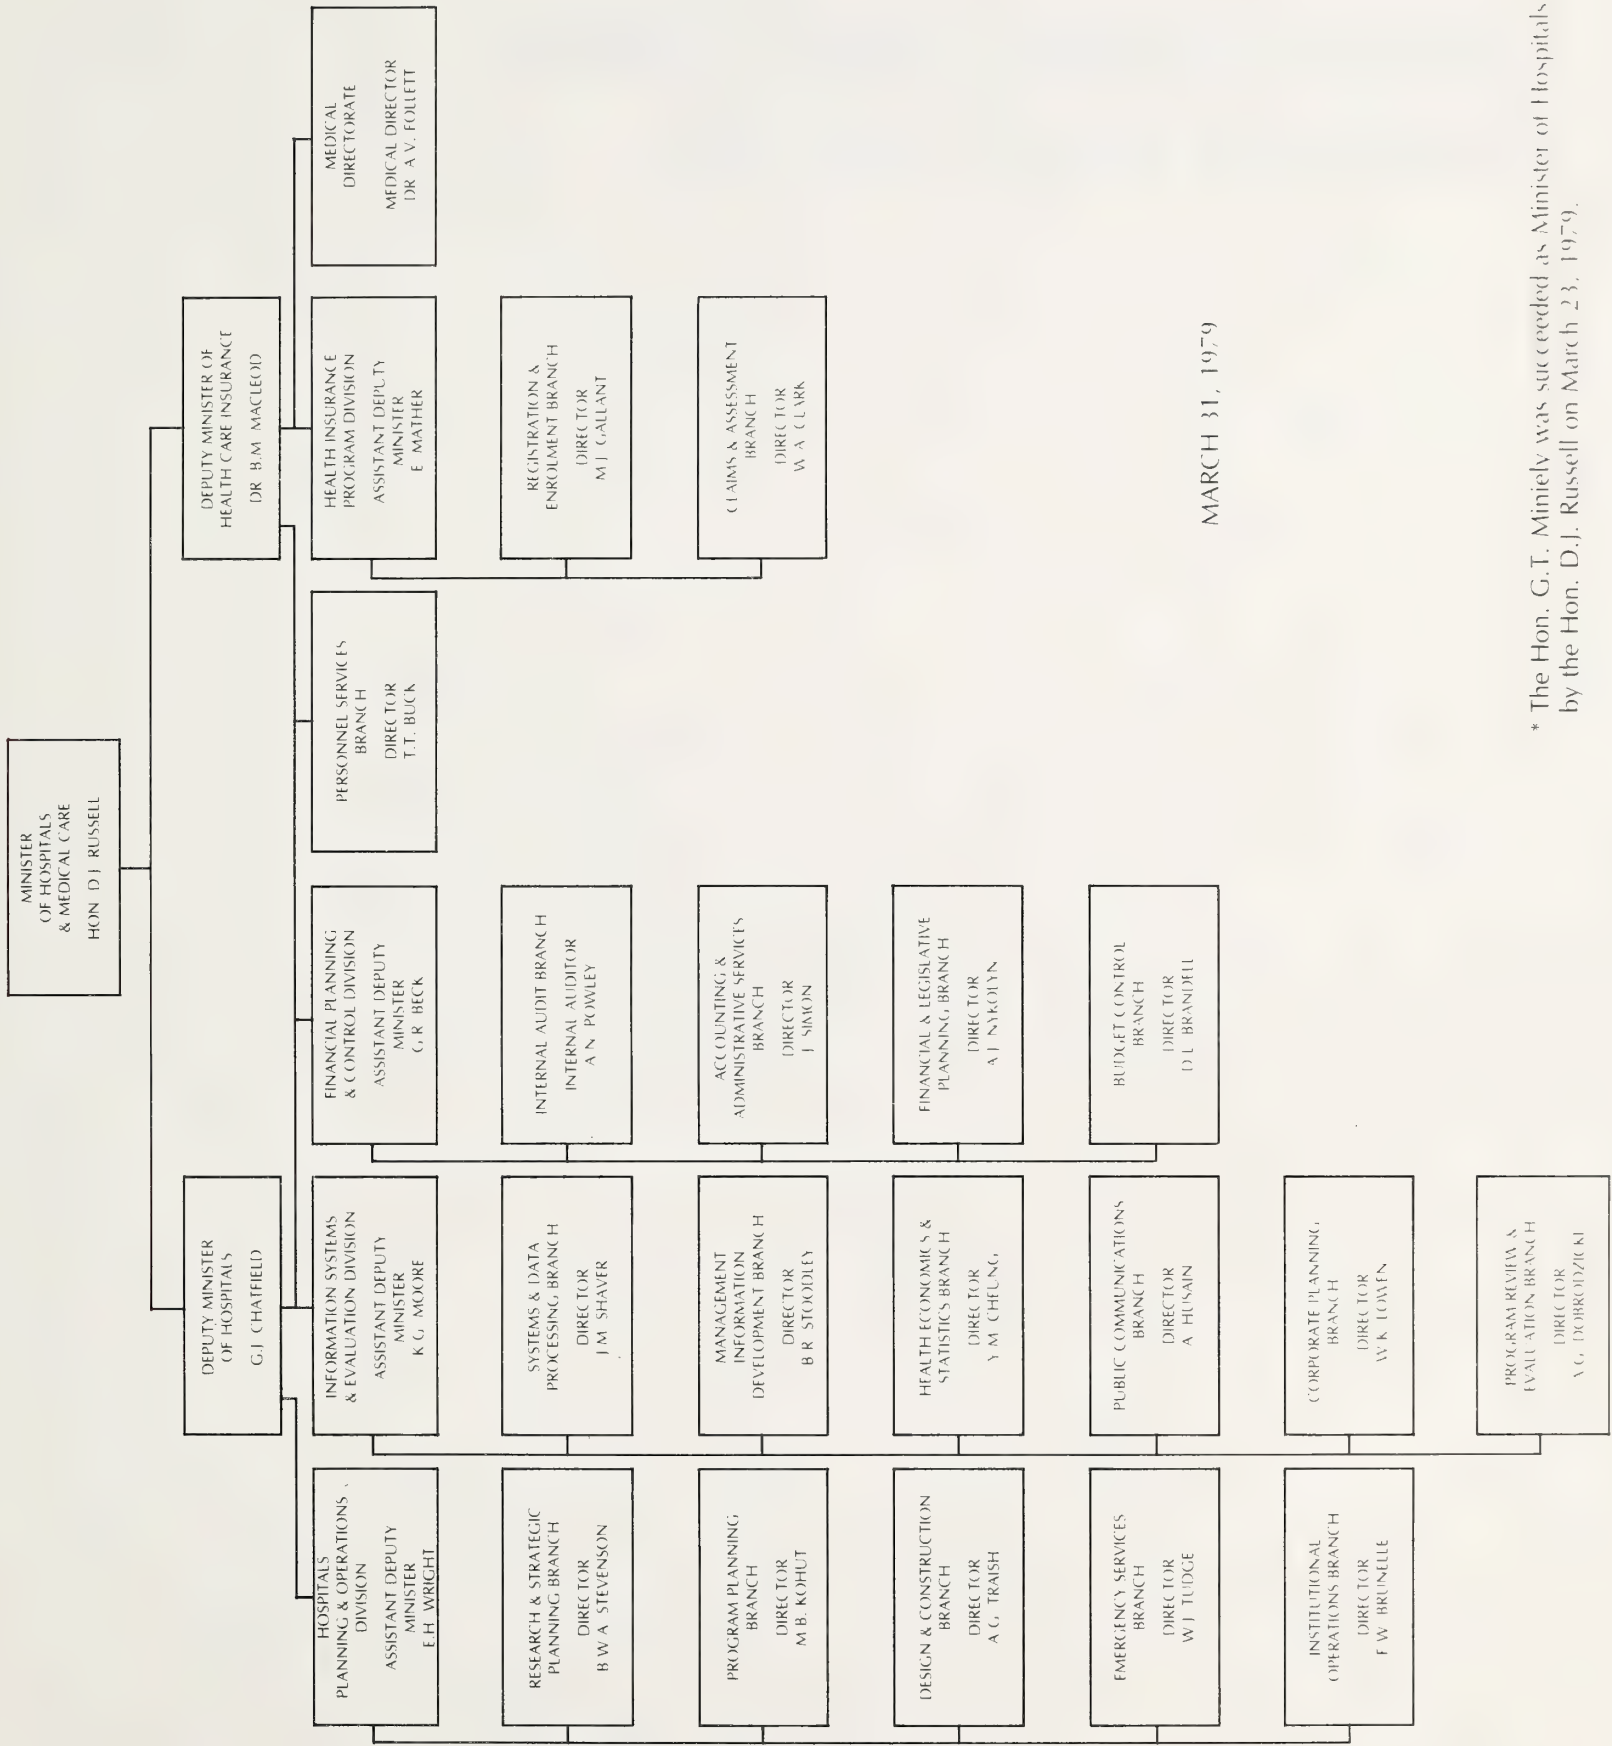 MINISTER
OF HOSPITALS
& MEDICAL CARE
HON D J RUSSELL
DEPUTY MINISTER
OF HOSPITALS
G.J CHATFIELD
DEPUTY MINISTER OF
HEALTH CARE INSURANCE
DR B.M MACLEOD
HOSPITALS
PLANNING & OPERATIONS
DIVISION
ASSISTANT DEPUTY
MINISTER
E.H WRIGHT
RESEARCH & STRATEGIC
PLANNING BRANCH
DIRECTOR
B W A STEVENSON
PROGRAM PLANNING
BRANCH
DIRECTOR
M B. KOHUT
DESIGN & CONSTRUCTION
BRANCH
DIRECTOR
A G TRAISH
EMERGENCY SERVICES
BRANCH
DIRECTOR
W J TUDGE
INSTITUTIONAL
OPERATIONS BRANCH
DIRECTOR
F W BRUNELLE
INFORMATION SYSTEMS
& EVALUATION DIVISION
ASSISTANT DEPUTY
MINISTER
K G MOORE
SYSTEMS & DATA
PROCESSING BRANCH
DIRECTOR
J M SHAVER
MANAGEMENT
INFORMATION
DEVELOPMENT BRANCH
DIRECTOR
B R STOODLEY
HEALTH ECONOMICS &
STATISTICS BRANCH
DIRECTOR
Y M CHEUNG
PUBLIC COMMUNICATIONS
BRANCH
DIRECTOR
A HUSAIN
CORPORATE PLANNING
BRANCH
DIRECTOR
W K LOWEN
PROGRAM REVIEW &
EVALUATION BRANCH
DIRECTOR
A G DOBRODZICKI
FINANCIAL PLANNING
& CONTROL DIVISION
ASSISTANT DEPUTY
MINISTER
G R BECK
INTERNAL AUDIT BRANCH
INTERNAL AUDITOR
A N POWLEY
ACCOUNTING &
ADMINISTRATIVE SERVICES
BRANCH
DIRECTOR
J SIMON
FINANCIAL & LEGISLATIVE
PLANNING BRANCH
DIRECTOR
A J NYKOLYN
BUDGET CONTROL
BRANCH
DIRECTOR
D L BRANDELL
PERSONNEL SERVICES
BRANCH
DIRECTOR
T.T. BUCK
HEALTH INSURANCE
PROGRAM DIVISION
ASSISTANT DEPUTY
MINISTER
E MATHER
REGISTRATION &
ENROLMENT BRANCH
DIRECTOR
M J GALLANT
CLAIMS & ASSESSMENT
BRANCH
DIRECTOR
W A CLARK
MEDICAL
DIRECTORATE
MEDICAL DIRECTOR
DR A V. FOLLETT
MARCH 31, 1979
* The Hon. G.T. Miniely was succeeded as Minister of Hospitals
by the Hon. D.J. Russell on March 23, 1979.